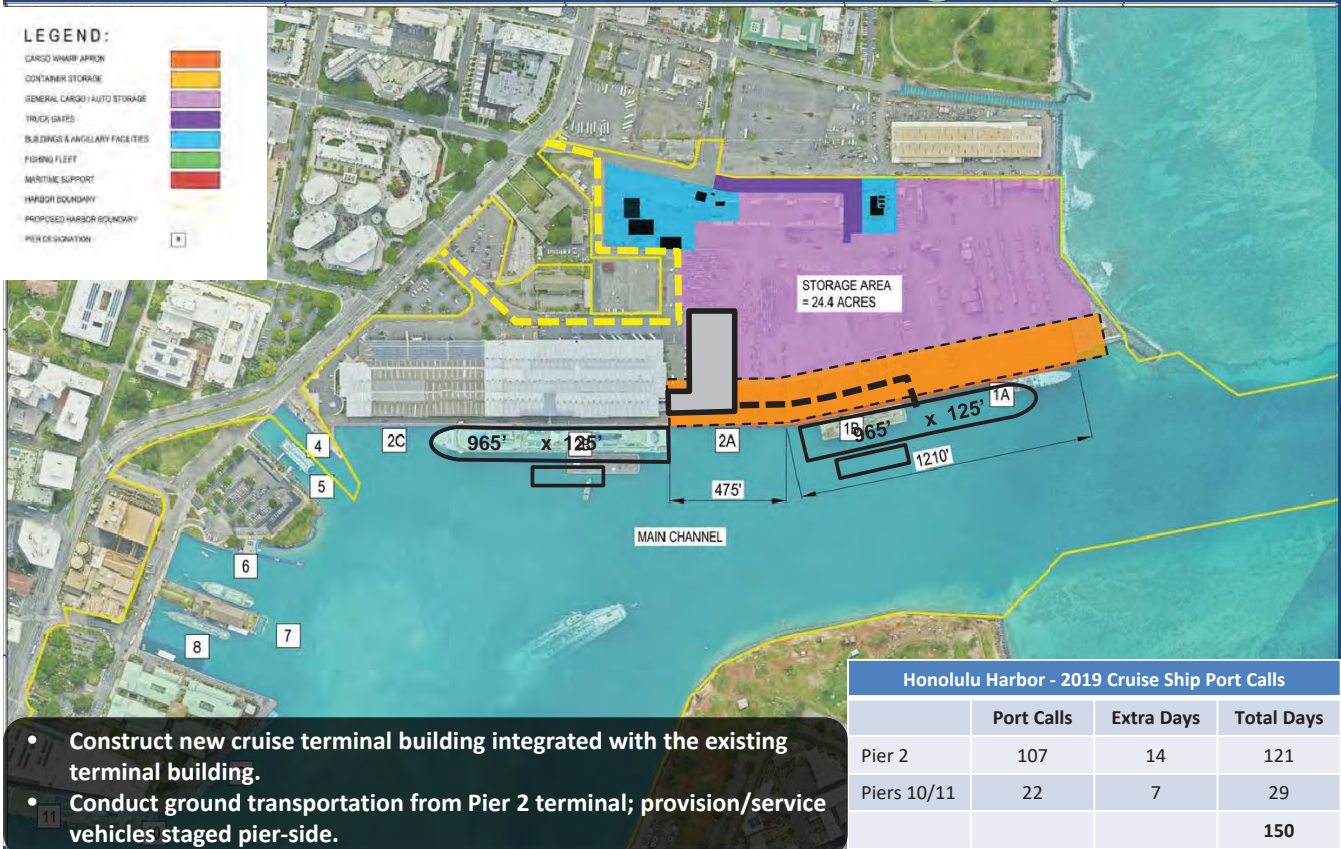 LEGEND:
CARGO WHARF APRON
CONTAINER STORAGE
GENERAL CARGO / AUTO STORAGE
TRUCK GATES
BUILDINGS & ANCILLARY FACILITIES
FISHING FLEET
MARITIME SUPPORT
HARBOR BOUNDARY
PROPOSED HARBOR BOUNDARY
PIER DESIGNATION #
STORAGE AREA
= 24.4 ACRES
1A
965' x 125'
1B
1210'
2C
965' x 125'
2A
475'
4
5
MAIN CHANNEL
6
7
8
11
• Construct new cruise terminal building integrated with the existing
terminal building.
• Conduct ground transportation from Pier 2 terminal; provision/service
vehicles staged pier-side.
Honolulu Harbor - 2019 Cruise Ship Port Calls
Port Calls Extra Days Total Days
Pier 2 107 14 121
Piers 10/11 22 7 29
150